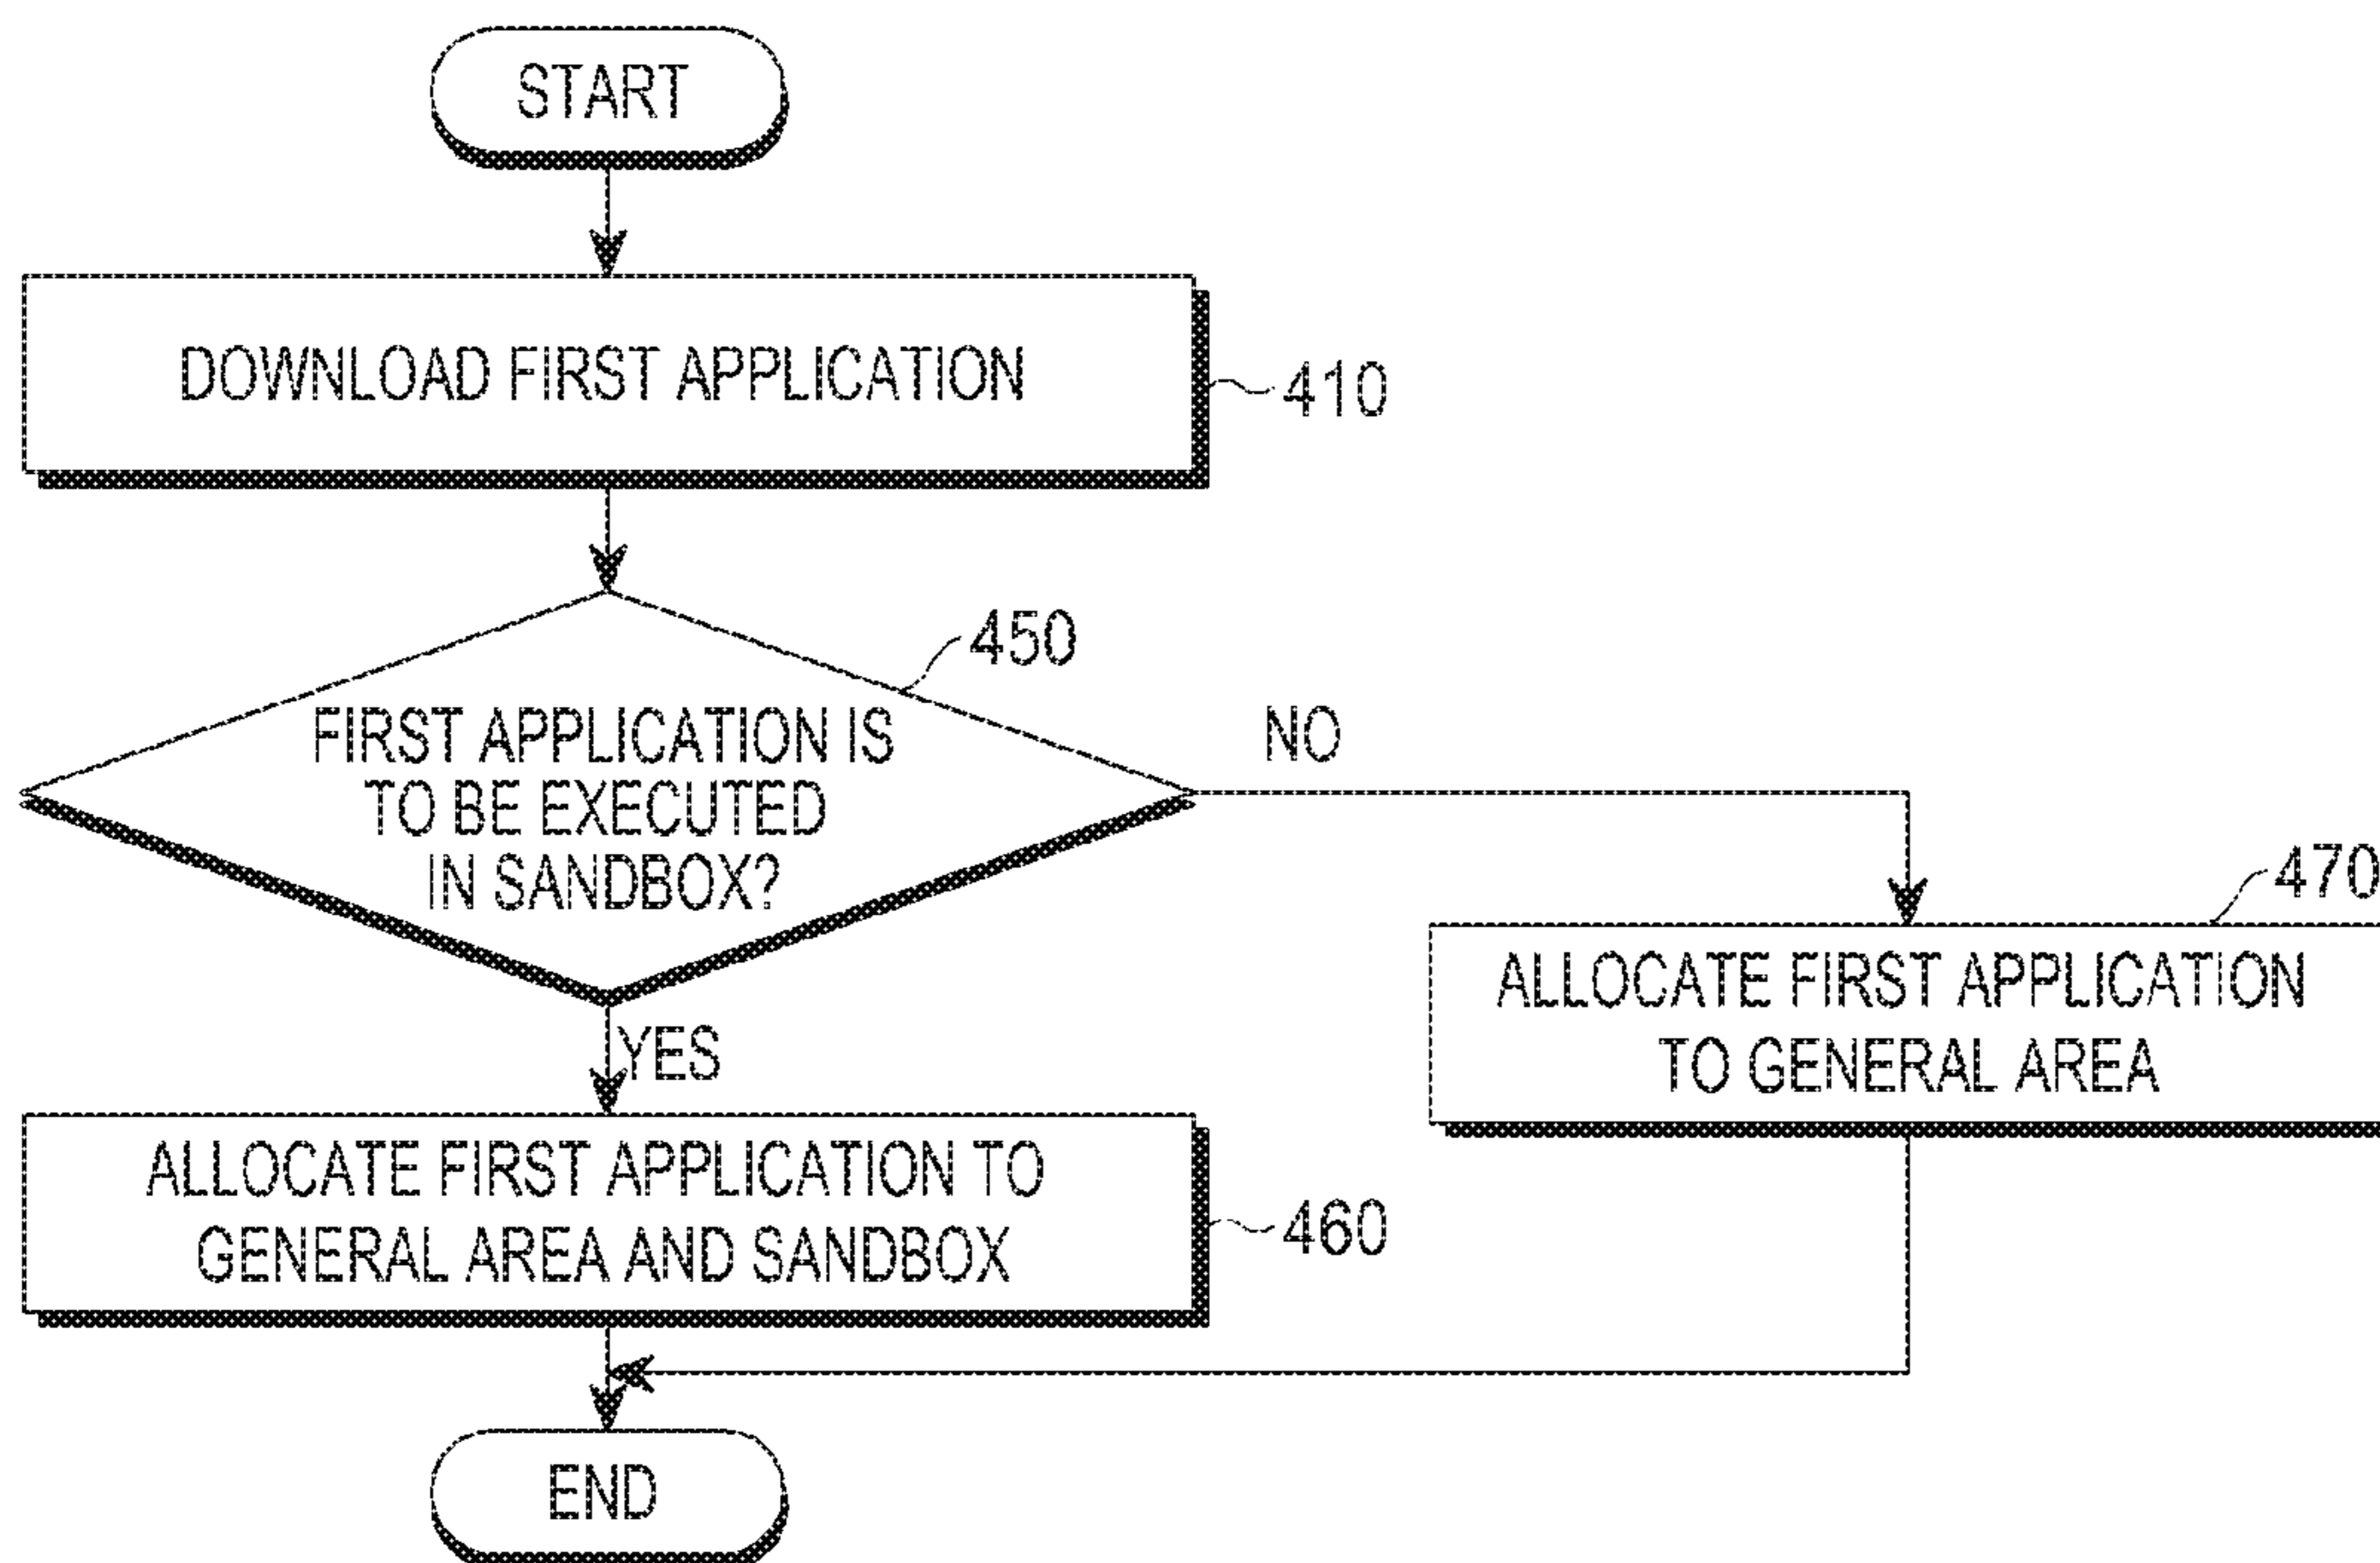 START
DOWNLOAD FIRST APPLICATION
410
450
FIRST APPLICATION IS
TO BE EXECUTED
IN SANDBOX?
NO
YES
470
ALLOCATE FIRST APPLICATION
TO GENERAL AREA
ALLOCATE FIRST APPLICATION TO
GENERAL AREA AND SANDBOX
460
END